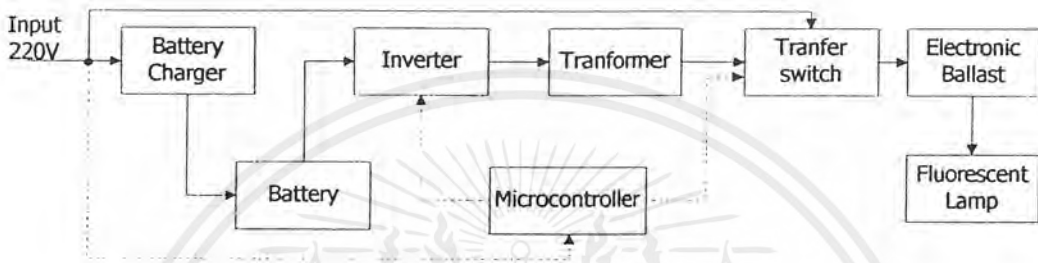 Input
220V
Battery
Charger
Inverter
Tranformer
Tranfer
switch
Electronic
Ballast
Battery
Microcontroller
Fluorescent
Lamp